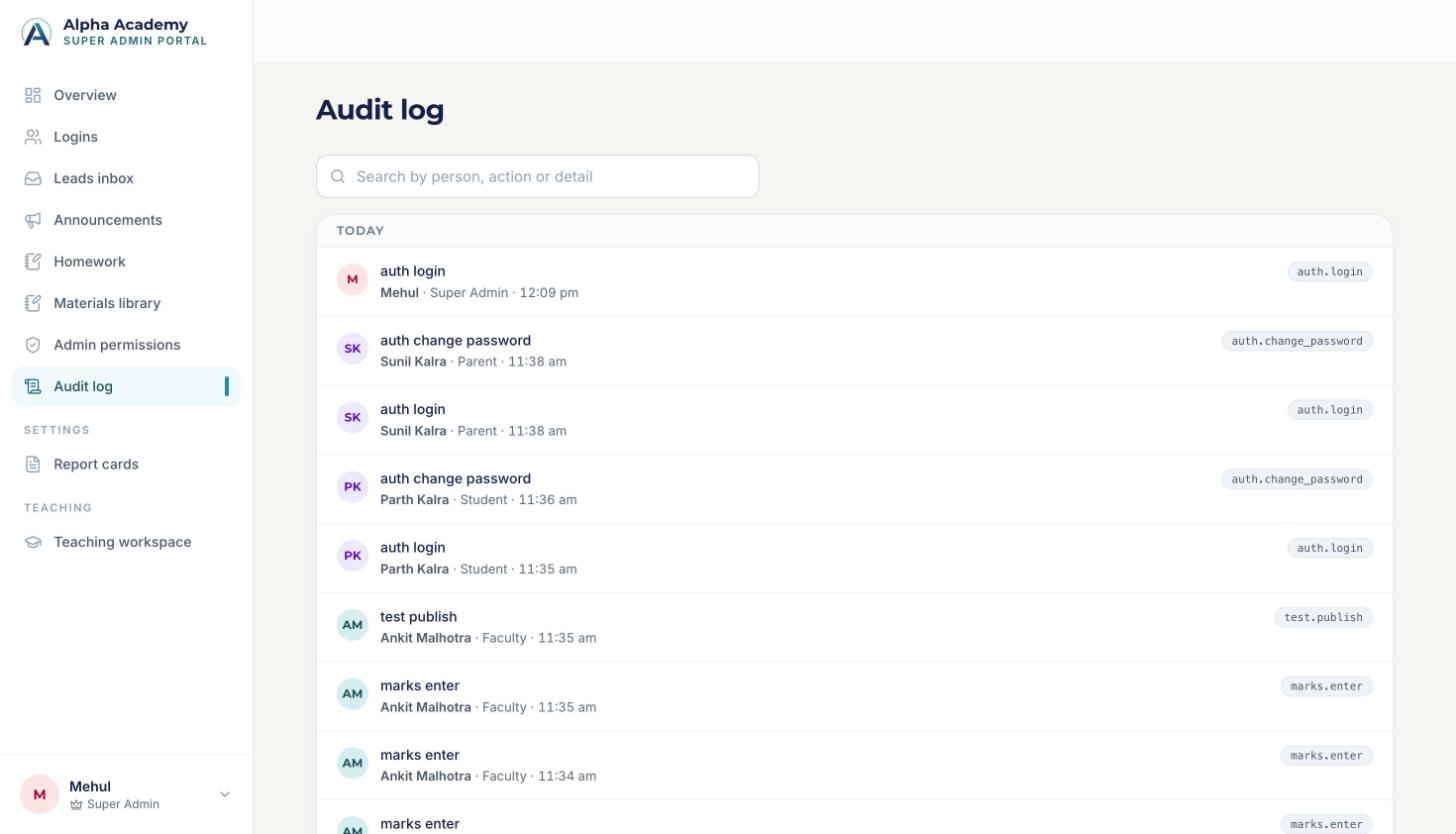 Alpha Academy
SUPER ADMIN PORTAL
Overview
Logins
Leads inbox
Announcements
Homework
Materials library
Admin permissions
Audit log
SETTINGS
Report cards
TEACHING
Teaching workspace
M
Mehul
Super Admin
Audit log
Search by person, action or detail
TODAY
M
auth login
auth.login
Mehul · Super Admin · 12:09 pm
SK
auth change password
auth.change_password
Sunil Kalra · Parent · 11:38 am
SK
auth login
auth.login
Sunil Kalra · Parent · 11:38 am
PK
auth change password
auth.change_password
Parth Kalra · Student · 11:36 am
PK
auth login
auth.login
Parth Kalra · Student · 11:35 am
AM
test publish
test.publish
Ankit Malhotra · Faculty · 11:35 am
AM
marks enter
marks.enter
Ankit Malhotra · Faculty · 11:35 am
AM
marks enter
marks.enter
Ankit Malhotra · Faculty · 11:34 am
AM
marks enter
marks.enter